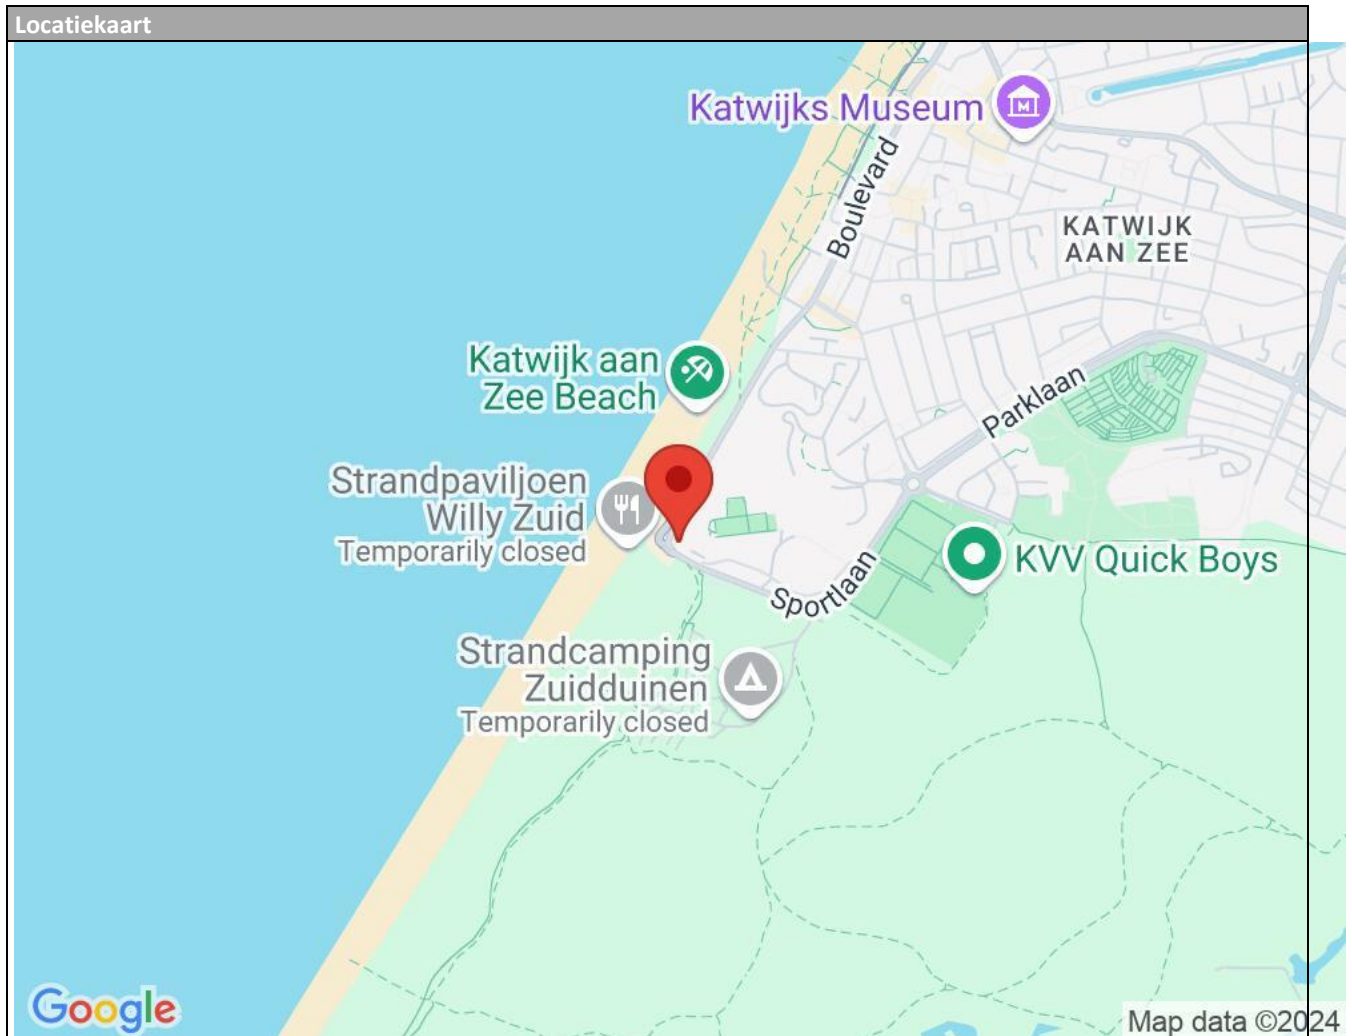 Locatiekaart
Katwijks Museum
Boulevard
KATWIJK
AAN ZEE
Katwijk aan
Zee Beach
Parklaan
Strandpaviljoen
Willy Zuid
Temporarily closed
KVV Quick Boys
Sportlaan
Strandcamping
Zuidduinen
Temporarily closed
Google
Map data ©2024